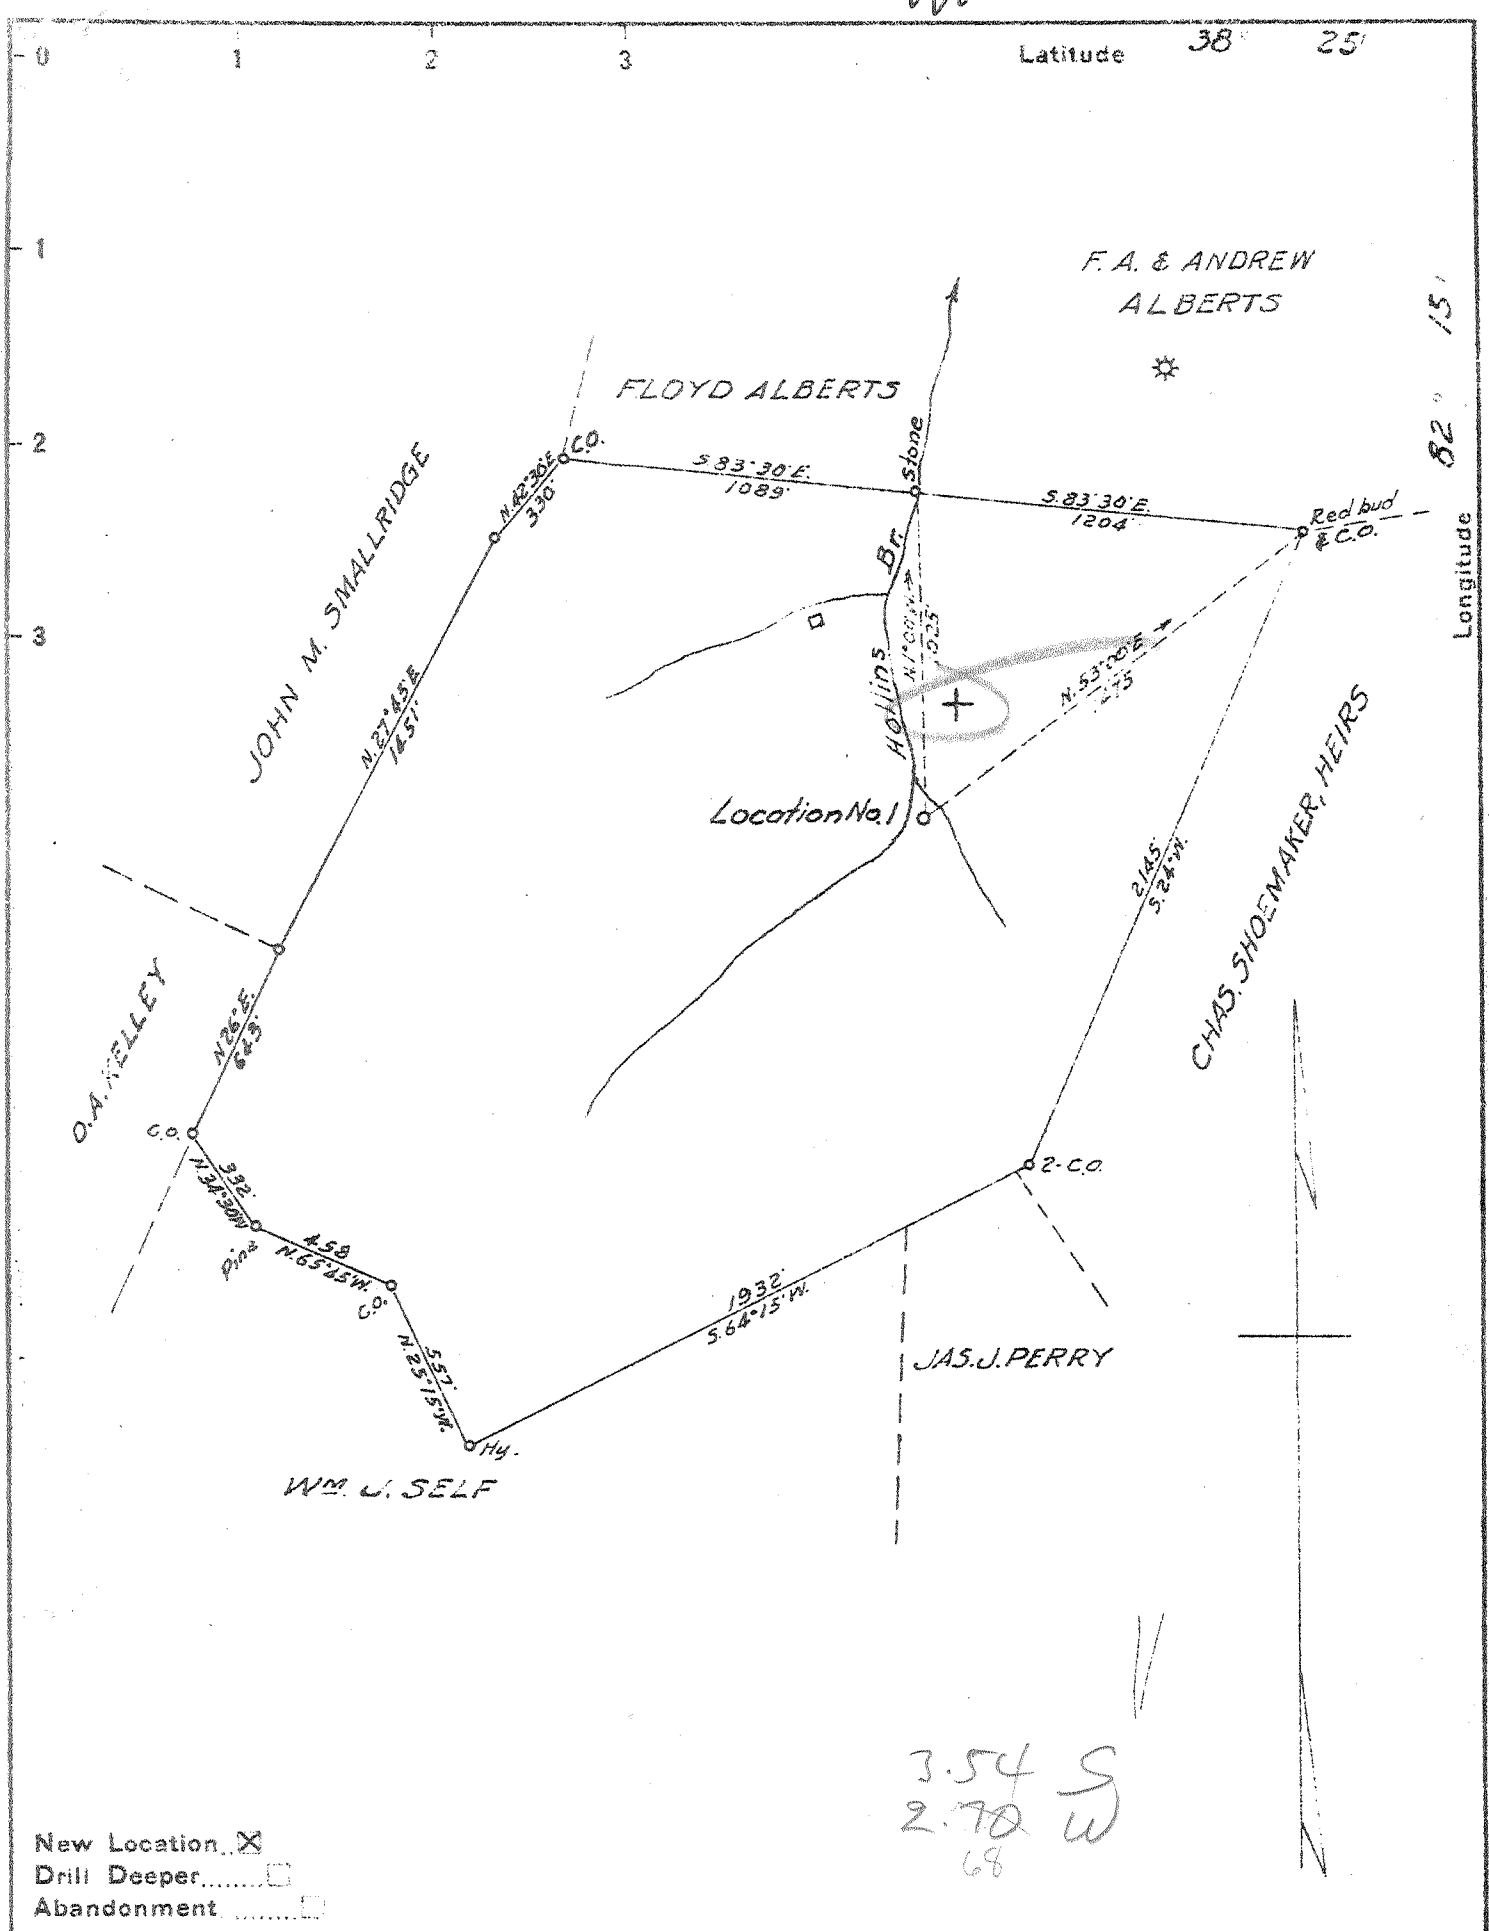 0 1 2 3 Latitude 38° 25'
1
2
3
F. A. & ANDREW
ALBERTS
82° 15'
Longitude
FLOYD ALBERTS
C.O.
N.42°30'E
330'
S.83°30'E.
1089'
Stone
S.83°30'E.
1204'
Red bud
& C.O.
JOHN M. SMALLRIDGE
N.27°45'E
1451'
Hollins Br.
N.1°00'W.
N.53°00'E
Location No.1
2145'
S.24°W.
CHAS. SHOEMAKER, HEIRS
O.A. KELLEY
N.26°E.
643'
C.O.
332'
N.34°30'W
Pine
458
N.65°45'W.
C.O.
557'
N.25°15'W.
Hy.
1932'
S.64°15'W.
2-C.O.
JAS. J. PERRY
WM. J. SELF
3.54 S
2.70 W
68
New Location..☒
Drill Deeper........☐
Abandonment ........☐